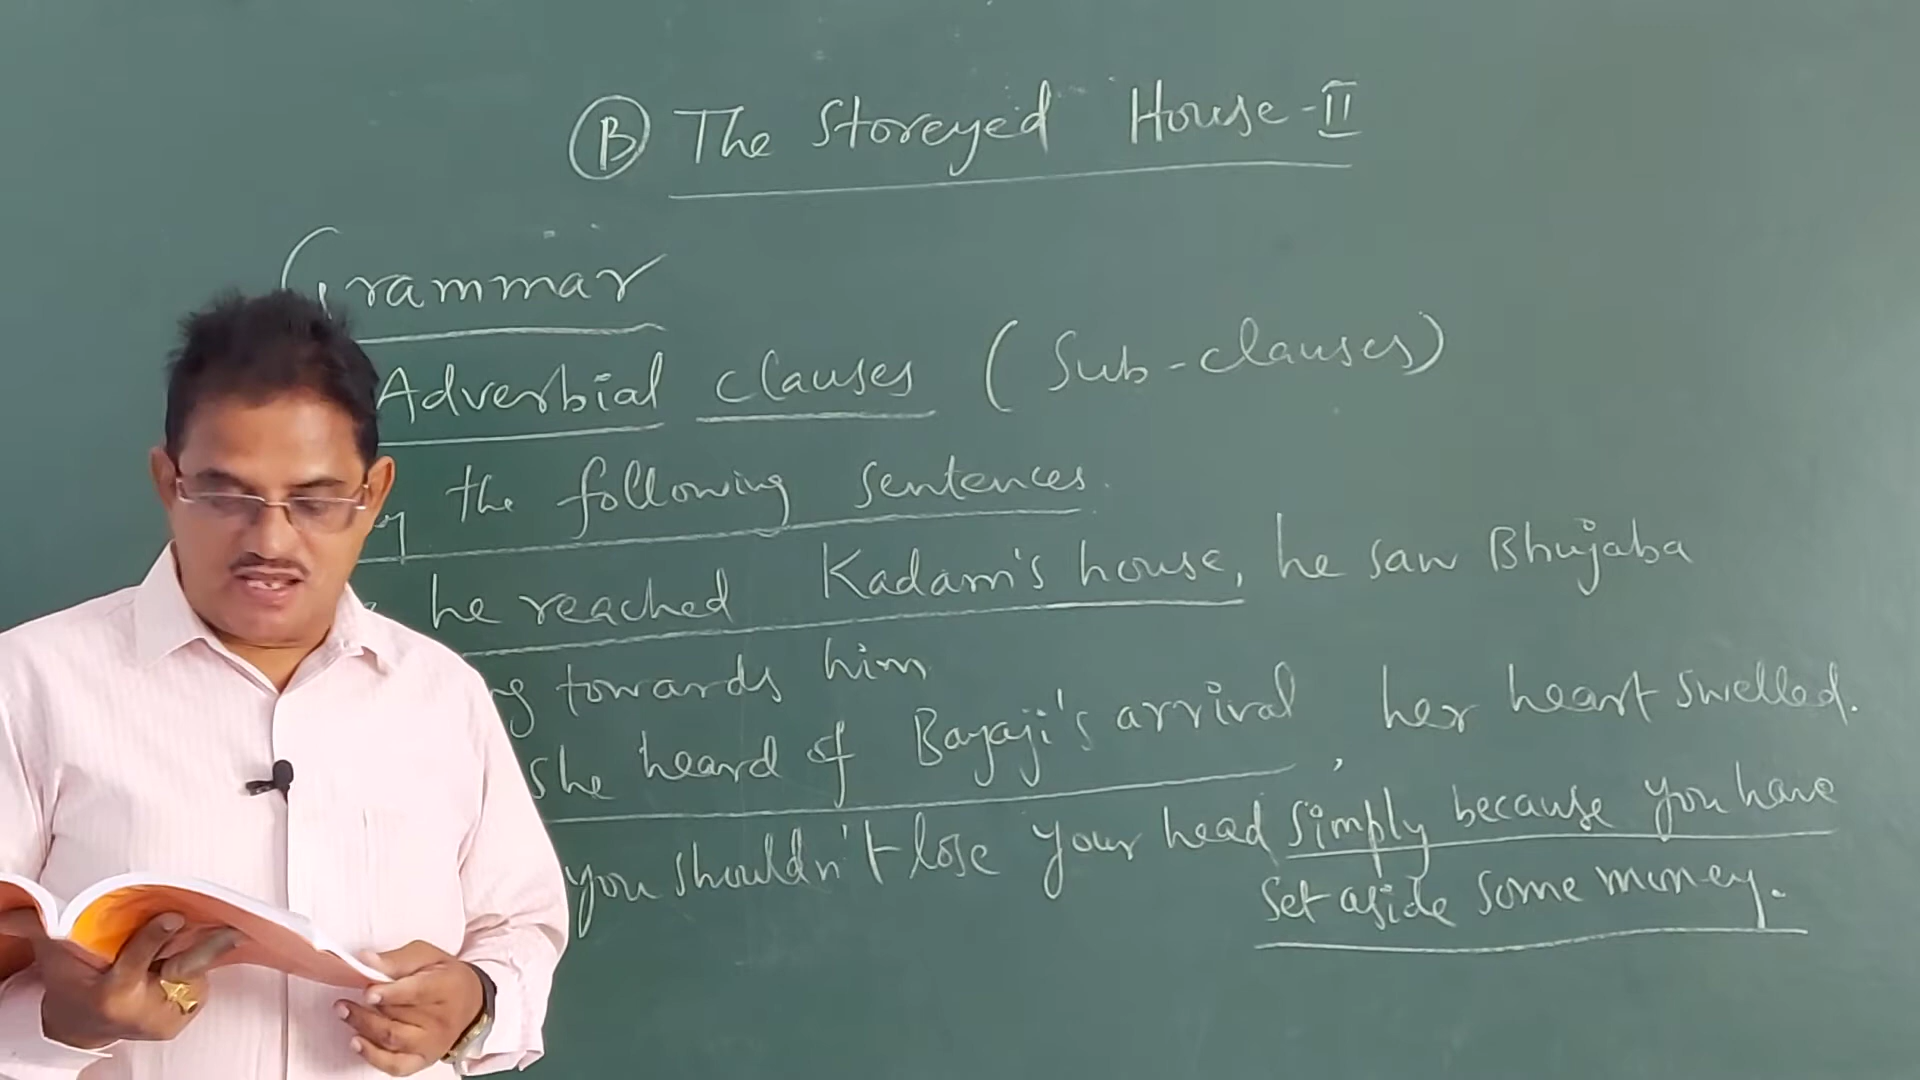 B The Storeyed House-II
Grammar
Adverbial clauses (Sub-clauses)
the following sentences.
he reached Kadam's house, he saw Bhujaba
towards him
she heard of Bayaji's arrival, her heart swelled.
you shouldn't lose your head simply because you have
set aside some money.